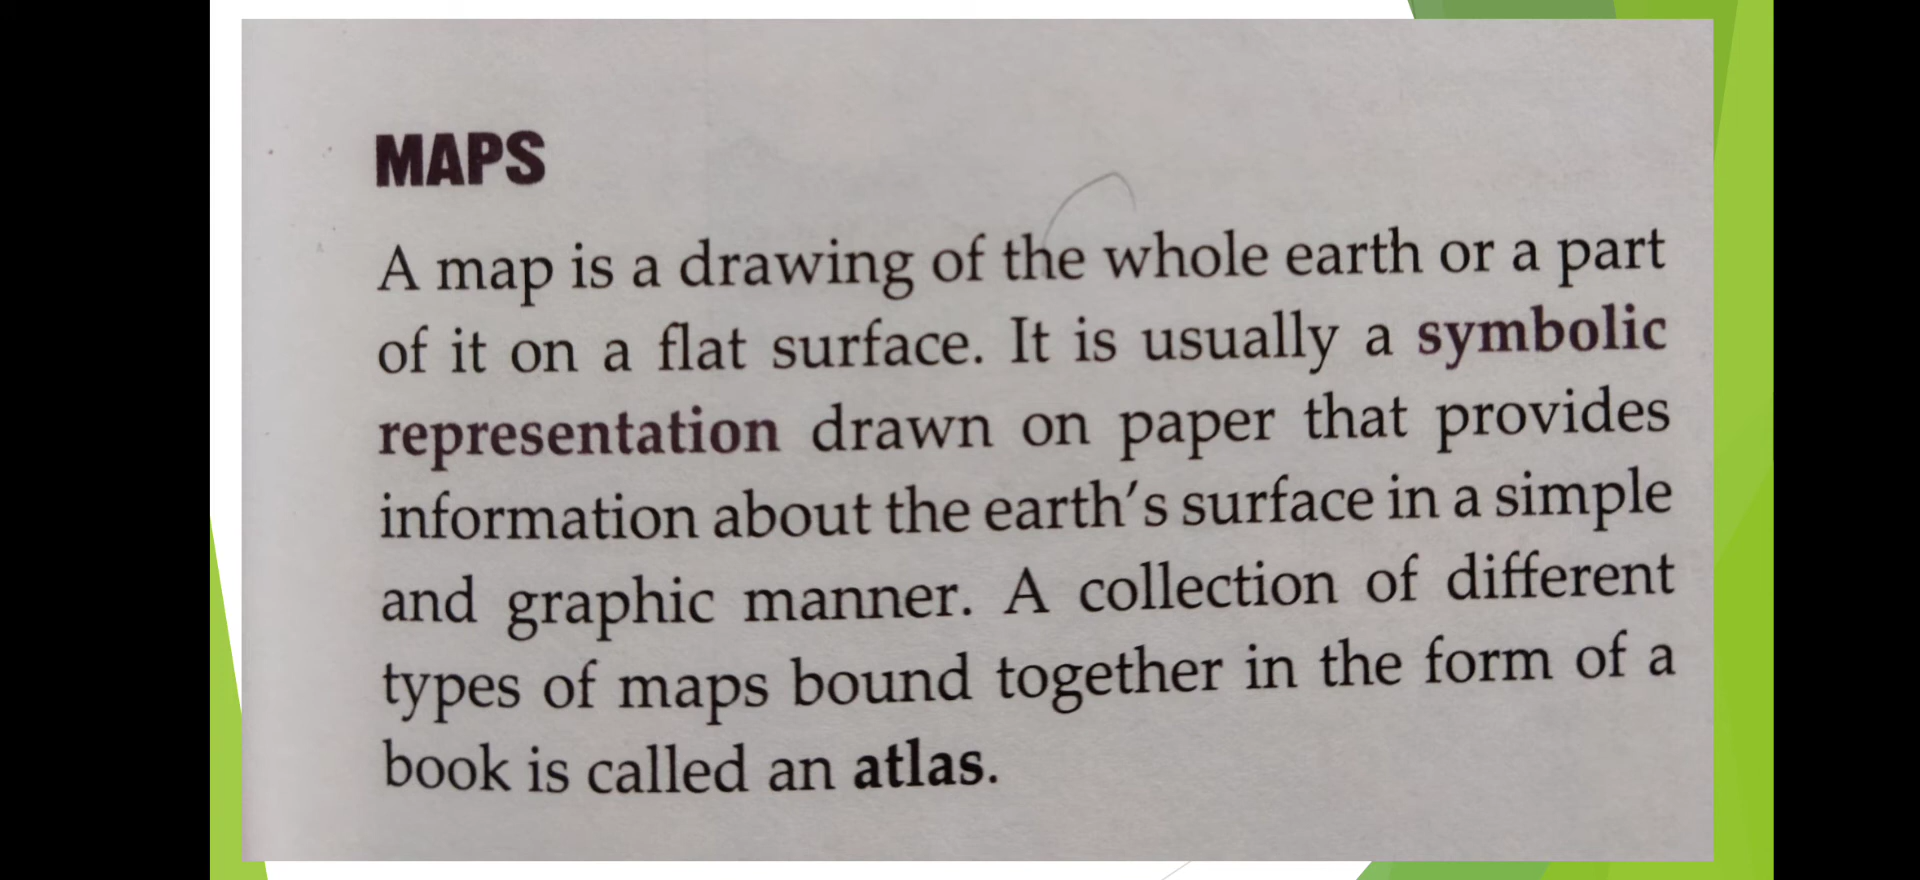 MAPS
A map is a drawing of the whole earth or a part
of it on a flat surface. It is usually a symbolic
representation drawn on paper that provides
information about the earth's surface in a simple
and graphic manner. A collection of different
types of maps bound together in the form of a
book is called an atlas.